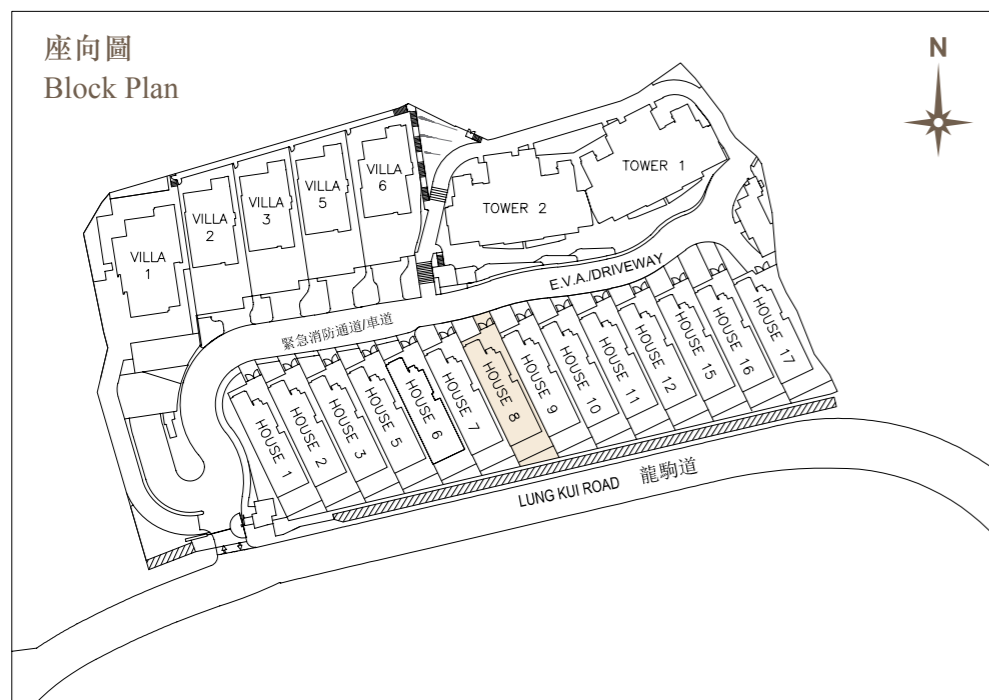 座向圖
Block Plan
N
VILLA
1
VILLA
2
VILLA
3
VILLA
5
VILLA
6
TOWER 2
TOWER 1
E.V.A./DRIVEWAY
緊急消防通道/車道
HOUSE 1
HOUSE 2
HOUSE 3
HOUSE 5
HOUSE 6
HOUSE 7
HOUSE 8
HOUSE 9
HOUSE 10
HOUSE 11
HOUSE 12
HOUSE 15
HOUSE 16
HOUSE 17
LUNG KUI ROAD 龍駒道